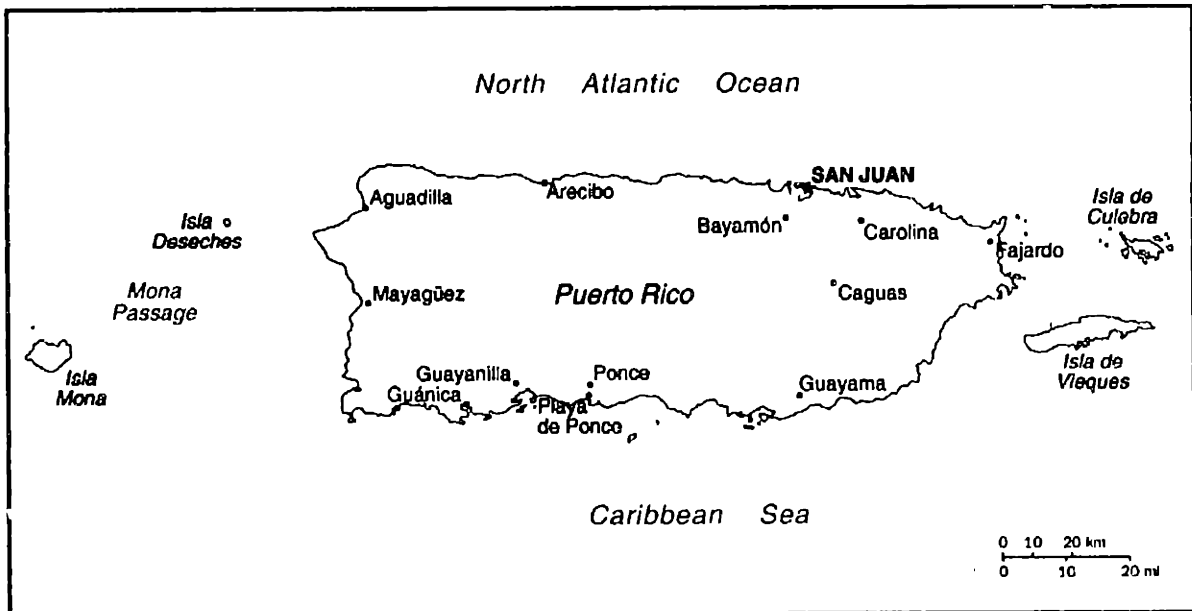 North Atlantic Ocean
SAN JUAN
Aguadilla
Arecibo
Isla
Deseches
Bayamón
Carolina
Isla de
Culebra
Fajardo
Mona
Passage
Mayagüez
Puerto Rico
Caguas
Isla
Mona
Isla de
Vieques
Guayanilla
Ponce
Guánica
Playa
de Ponce
Guayama
Caribbean Sea
0 10 20 km
0 10 20 mi